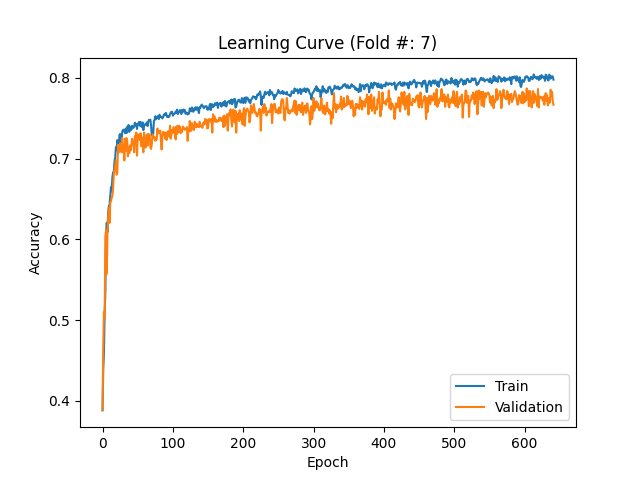 Learning Curve (Fold #: 7)
Accuracy
0.8
0.7
0.6
0.5
0.4
0 100 200 300 400 500 600
Epoch
Train
Validation